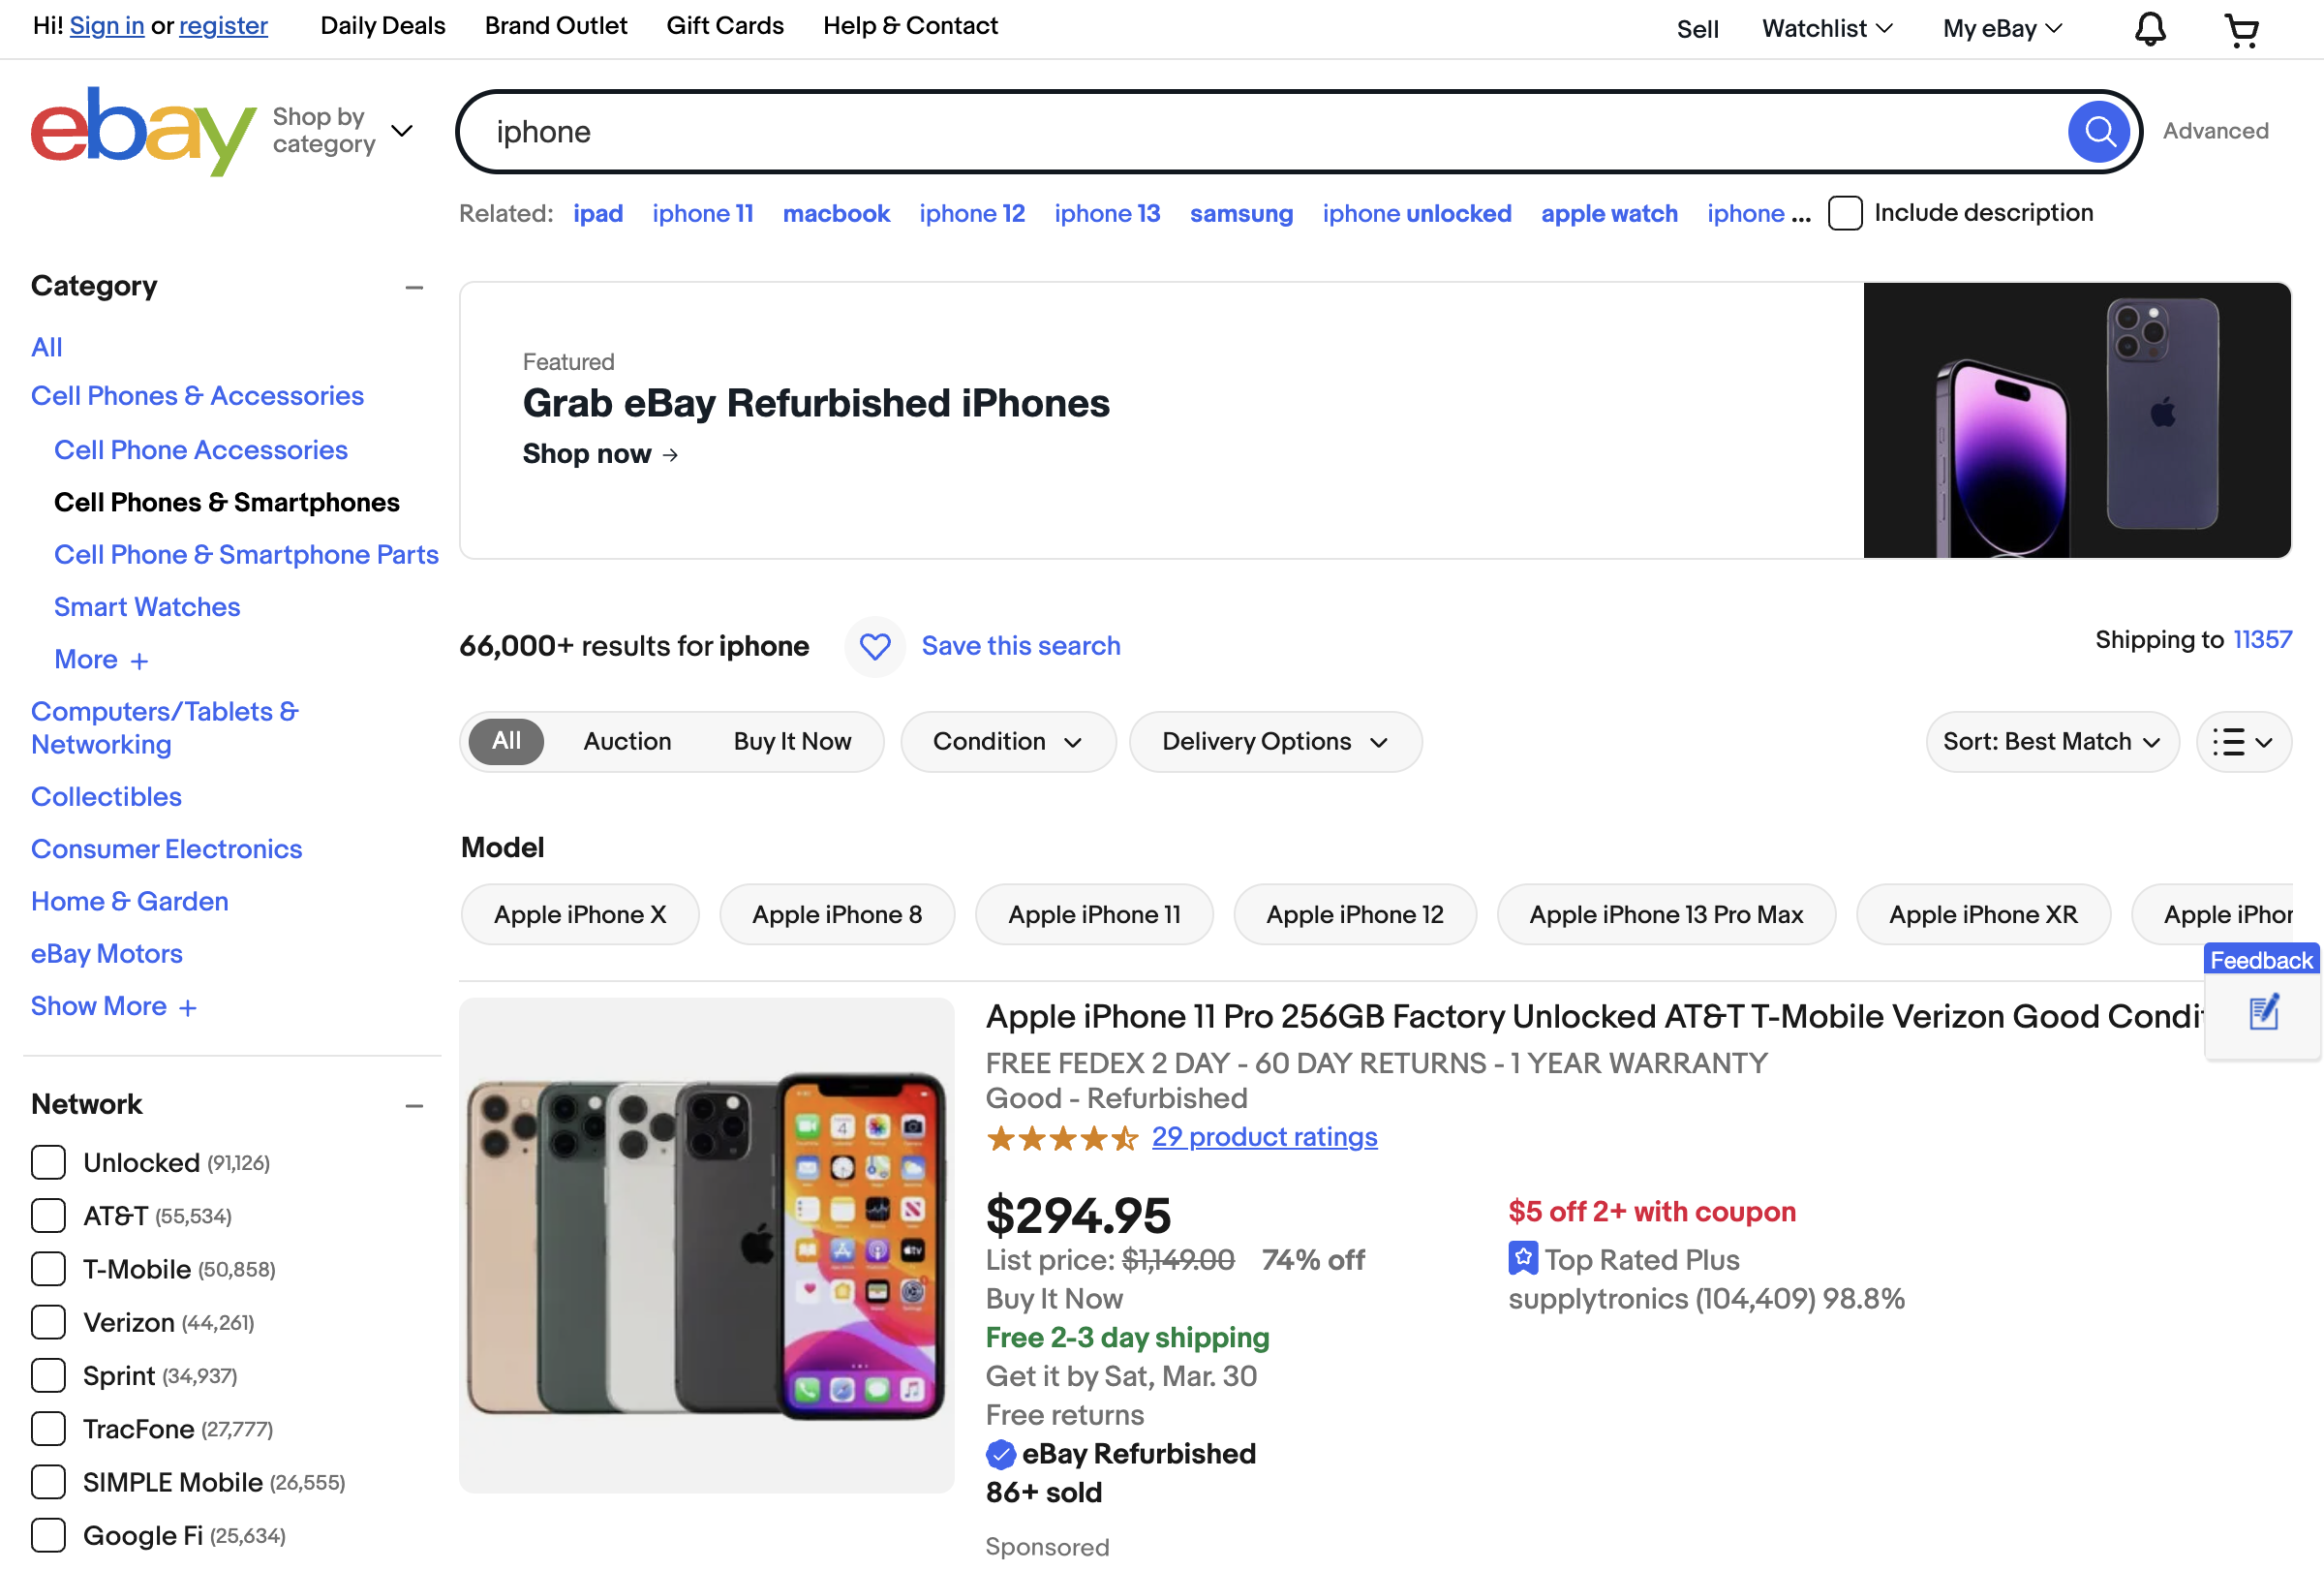 Hi! Sign in or register
Daily Deals
Brand Outlet
Gift Cards
Help & Contact
Sell
Watchlist
My eBay
ebay
Shop by
category
iphone
Advanced
Related:
ipad
iphone 11
macbook
iphone 12
iphone 13
samsung
iphone unlocked
apple watch
iphone ...
Include description
Category
All
Cell Phones & Accessories
Cell Phone Accessories
Cell Phones & Smartphones
Cell Phone & Smartphone Parts
Smart Watches
More +
Computers/Tablets &
Networking
Collectibles
Consumer Electronics
Home & Garden
eBay Motors
Show More +
Network
Unlocked (91,126)
AT&T (55,534)
T-Mobile (50,858)
Verizon (44,261)
Sprint (34,937)
TracFone (27,777)
SIMPLE Mobile (26,555)
Google Fi (25,634)
Featured
Grab eBay Refurbished iPhones
Shop now →
66,000+ results for iphone
Save this search
Shipping to 11357
All
Auction
Buy It Now
Condition
Delivery Options
Sort: Best Match
Model
Apple iPhone X
Apple iPhone 8
Apple iPhone 11
Apple iPhone 12
Apple iPhone 13 Pro Max
Apple iPhone XR
Apple iPhon
Feedback
Apple iPhone 11 Pro 256GB Factory Unlocked AT&T T-Mobile Verizon Good Condi
FREE FEDEX 2 DAY - 60 DAY RETURNS - 1 YEAR WARRANTY
Good - Refurbished
29 product ratings
$294.95
List price: $1,149.00 74% off
Buy It Now
Free 2-3 day shipping
Get it by Sat, Mar. 30
Free returns
eBay Refurbished
86+ sold
Sponsored
$5 off 2+ with coupon
Top Rated Plus
supplytronics (104,409) 98.8%